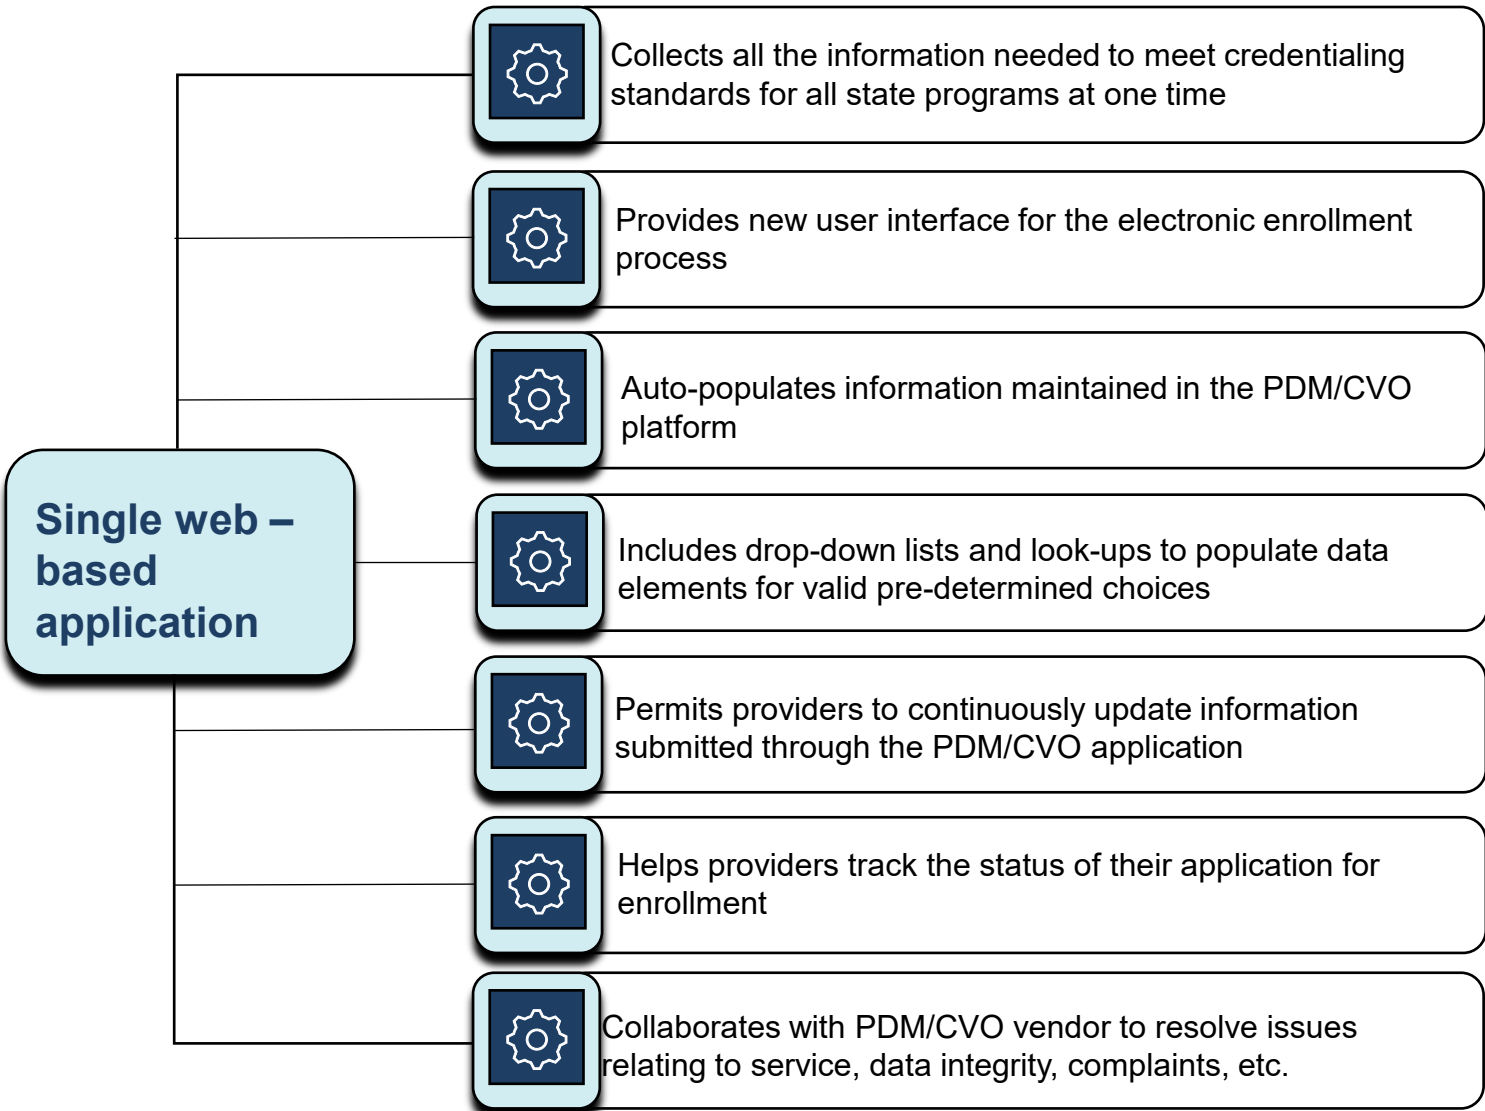 Collects all the information needed to meet credentialing
standards for all state programs at one time
Provides new user interface for the electronic enrollment
process
Auto-populates information maintained in the PDM/CVO
platform
Single web –
based
application
Includes drop-down lists and look-ups to populate data
elements for valid pre-determined choices
Permits providers to continuously update information
submitted through the PDM/CVO application
Helps providers track the status of their application for
enrollment
Collaborates with PDM/CVO vendor to resolve issues
relating to service, data integrity, complaints, etc.